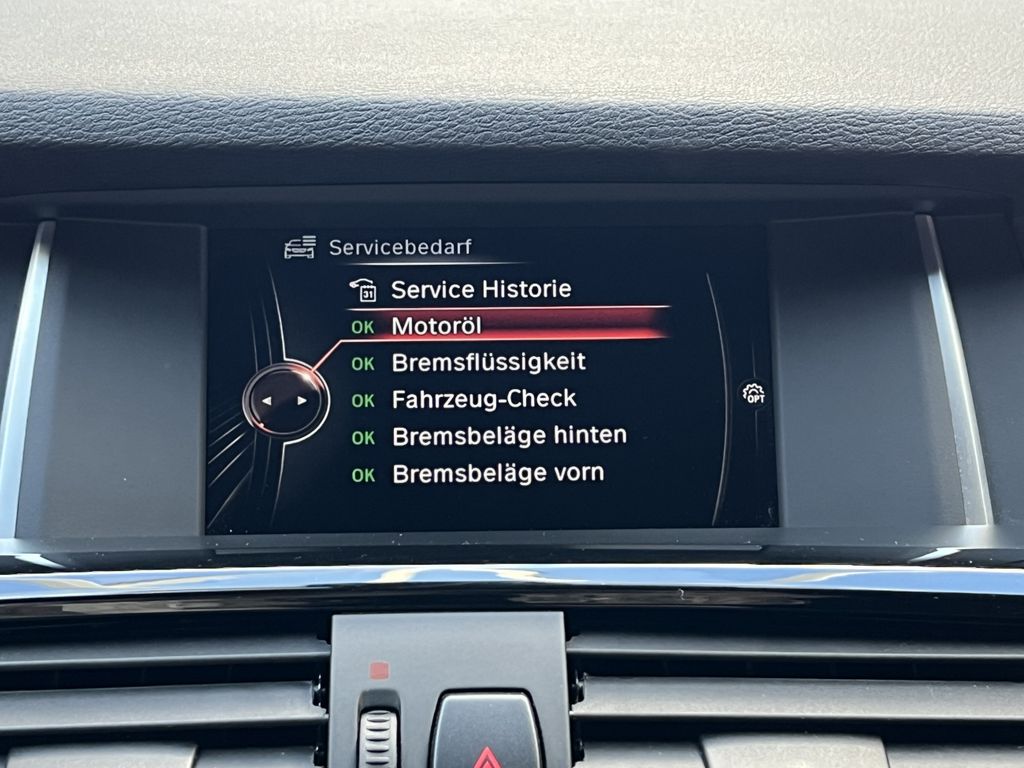 Servicebedarf
31 Service Historie
OK Motoröl
OK Bremsflüssigkeit
OK Fahrzeug-Check
OK Bremsbeläge hinten
OK Bremsbeläge vorn
OPT